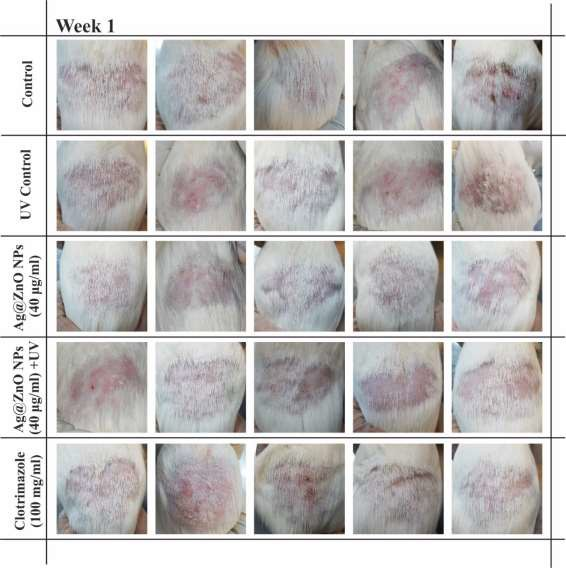 Week 1
Control
UV Control
Ag@ZnO NPs
(40 µg/ml)
Ag@ZnO NPs
(40 µg/ml) +UV
Clotrimazole
(100 mg/ml)